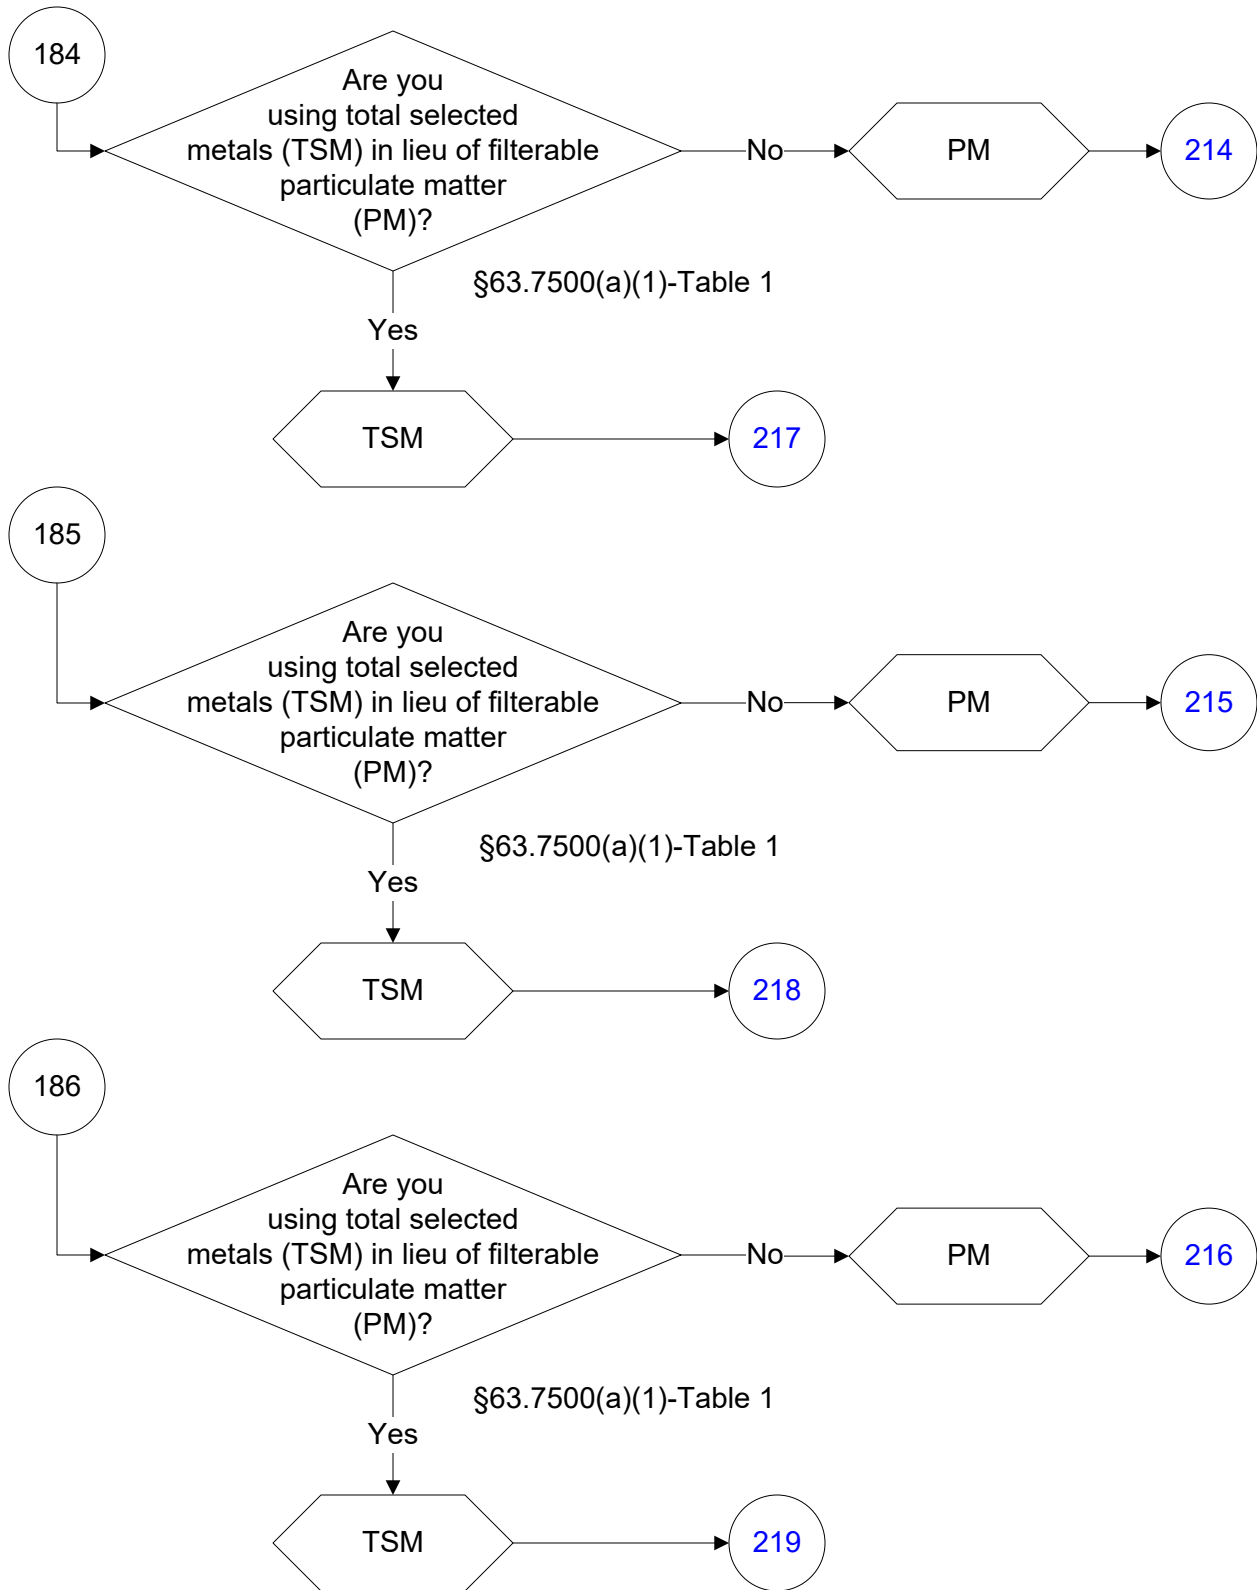 184
Are you
using total selected
metals (TSM) in lieu of filterable
particulate matter
(PM)?
No
PM
214
§63.7500(a)(1)-Table 1
Yes
TSM
217
185
Are you
using total selected
metals (TSM) in lieu of filterable
particulate matter
(PM)?
No
PM
215
§63.7500(a)(1)-Table 1
Yes
TSM
218
186
Are you
using total selected
metals (TSM) in lieu of filterable
particulate matter
(PM)?
No
PM
216
§63.7500(a)(1)-Table 1
Yes
TSM
219